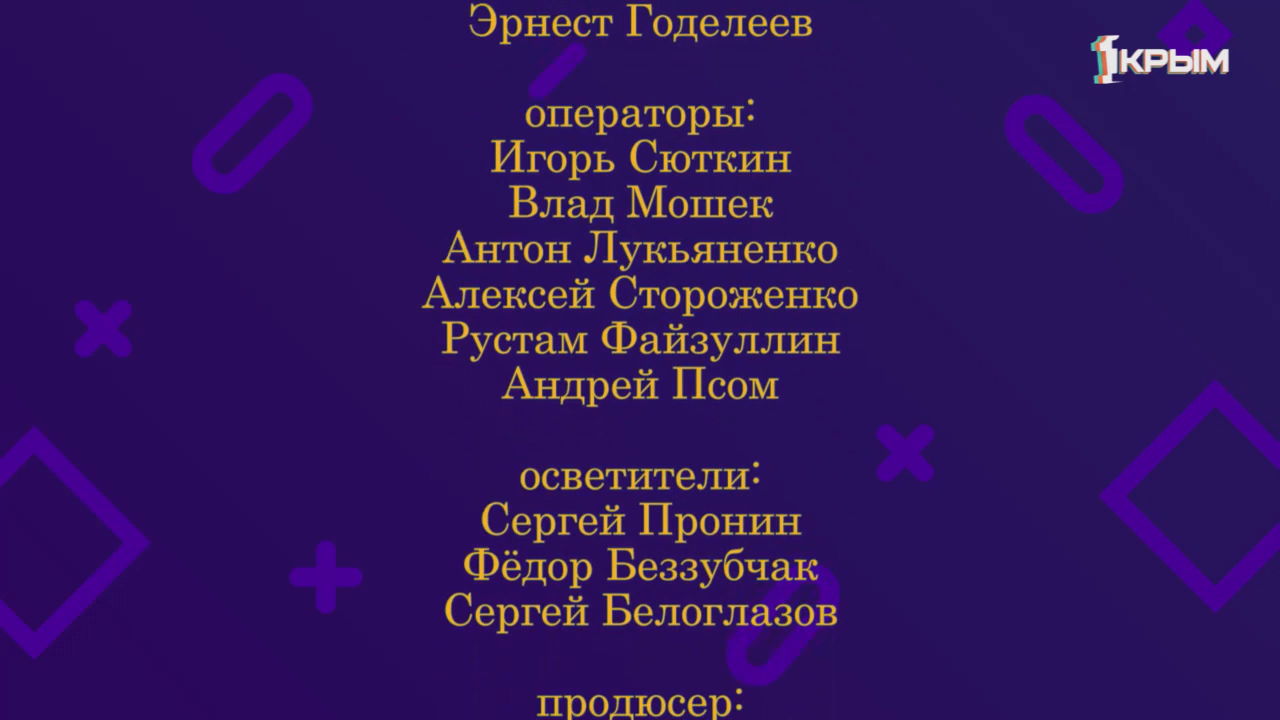 Эрнест Годелеев
1КРЫМ
операторы:
Игорь Сюткин
Влад Мошек
Антон Лукьяненко
Алексей Стороженко
Рустам Файзуллин
Андрей Псом
осветители:
Сергей Пронин
Фёдор Беззубчак
Сергей Белоглазов
продюсер: